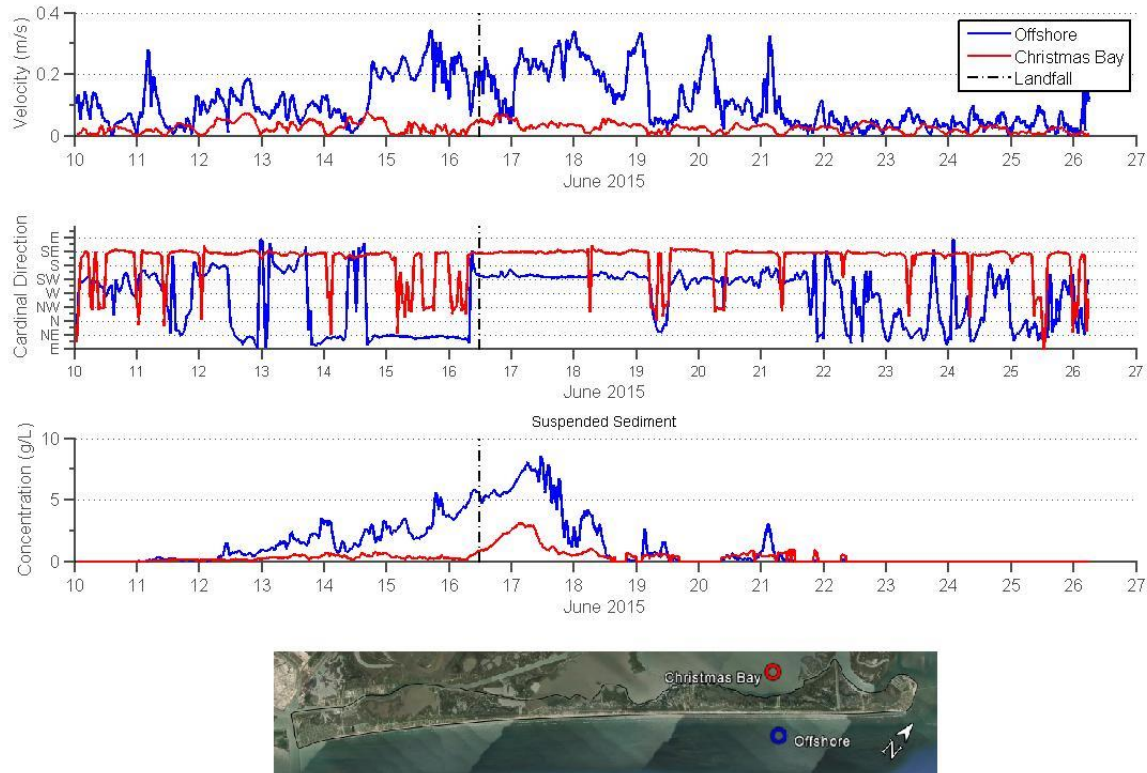 0.4
0.2
0
Velocity (m/s)
Offshore
Christmas Bay
Landfall
10 11 12 13 14 15 16 17 18 19 20 21 22 23 24 25 26 27
June 2015
E
SE
S
SW
W
NW
N
NE
E
Cardinal Direction
10 11 12 13 14 15 16 17 18 19 20 21 22 23 24 25 26 27
June 2015
Suspended Sediment
10
5
0
Concentration (g/L)
10 11 12 13 14 15 16 17 18 19 20 21 22 23 24 25 26 27
June 2015
Christmas Bay
Offshore
N